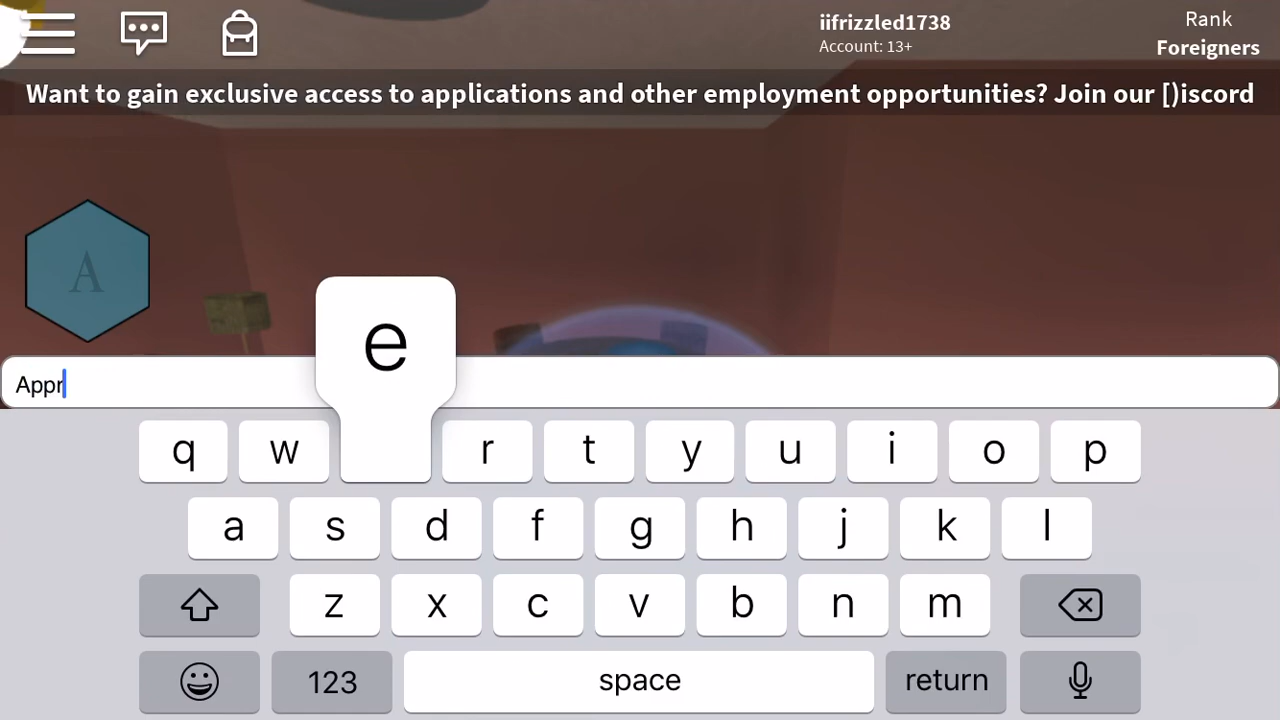 iifrizzled1738
Account: 13+
Rank
Foreigners
Want to gain exclusive access to applications and other employment opportunities? Join our [)iscord
A
e
Appr
q w r t y u i o p
a s d f g h j k l
z x c v b n m
123 space return